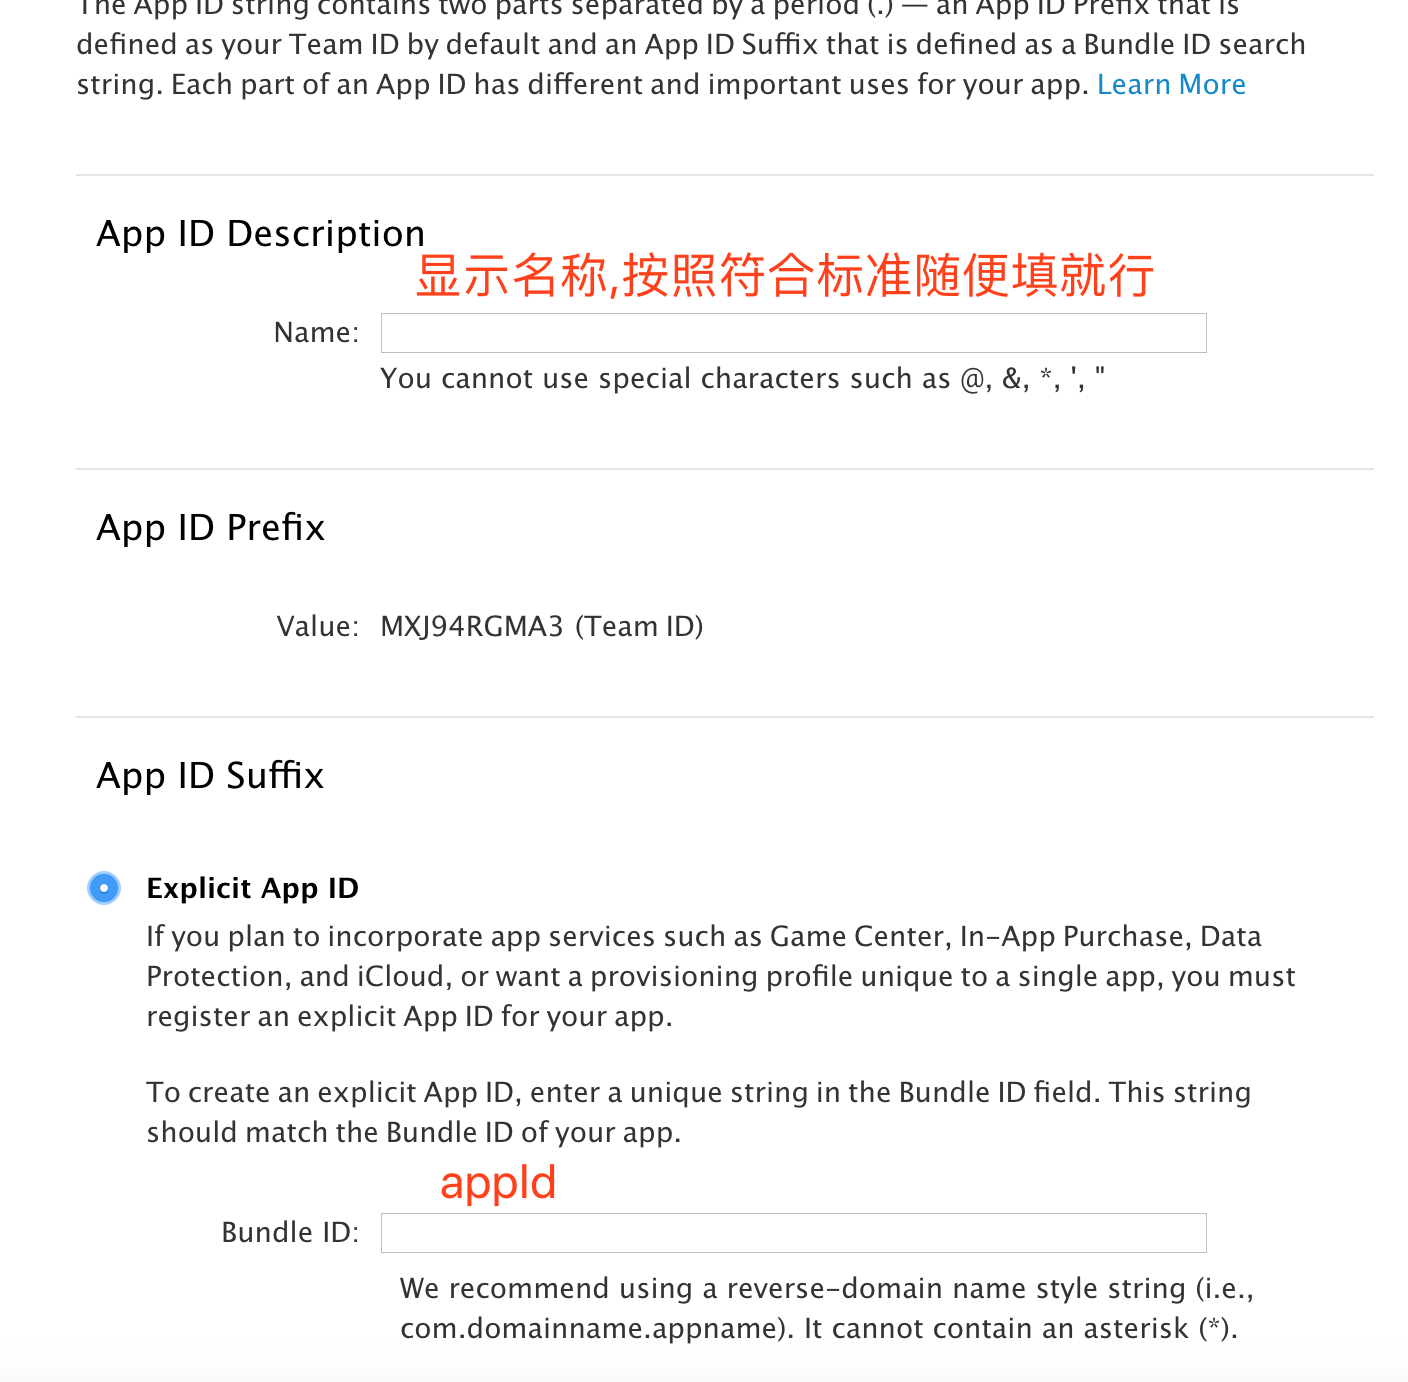 The App ID string contains two parts separated by a period (.) — an App ID Prefix that is
defined as your Team ID by default and an App ID Suffix that is defined as a Bundle ID search
string. Each part of an App ID has different and important uses for your app. Learn More
App ID Description
显示名称,按照符合标准随便填就行
Name:
You cannot use special characters such as @, &, *, ', "
App ID Prefix
Value: MXJ94RGMA3 (Team ID)
App ID Suffix
Explicit App ID
If you plan to incorporate app services such as Game Center, In-App Purchase, Data
Protection, and iCloud, or want a provisioning profile unique to a single app, you must
register an explicit App ID for your app.
To create an explicit App ID, enter a unique string in the Bundle ID field. This string
should match the Bundle ID of your app.
appId
Bundle ID:
We recommend using a reverse-domain name style string (i.e.,
com.domainname.appname). It cannot contain an asterisk (*).